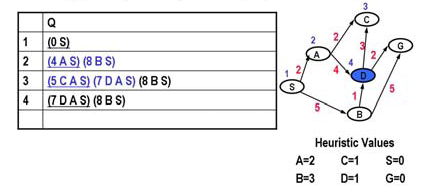 Q
1 (0 S)
2 (4 A S) (8 B S)
3 (5 C A S) (7 D A S) (8 B S)
4 (7 D A S) (8 B S)
3
C
2
2
A
3
2
G
2
4
4
D
1
S
5
1
5
B
Heuristic Values
A=2 C=1 S=0
B=3 D=1 G=0